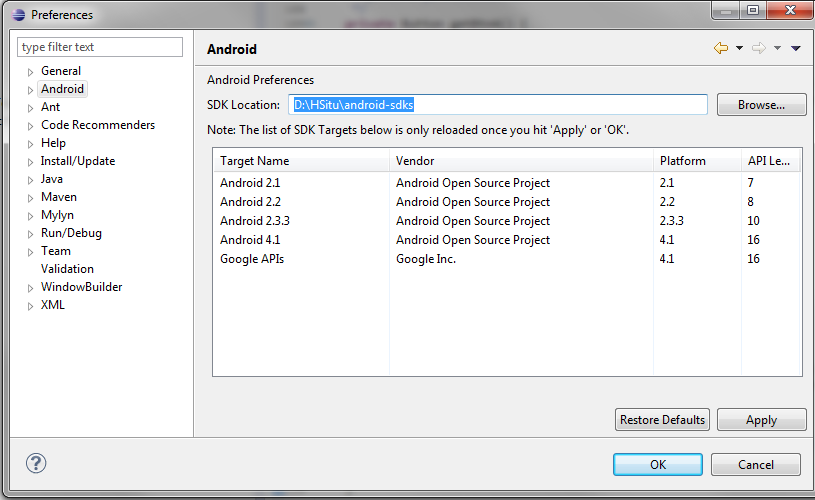 Preferences
private Button getBtnd() {
type filter text
Android
General
Android
Ant
Code Recommenders
Help
Install/Update
Java
Maven
Mylyn
Run/Debug
Team
Validation
WindowBuilder
XML
Android Preferences
SDK Location: D:\HSitu\android-sdks Browse...
Note: The list of SDK Targets below is only reloaded once you hit 'Apply' or 'OK'.
Target Name Vendor Platform API Le...
Android 2.1 Android Open Source Project 2.1 7
Android 2.2 Android Open Source Project 2.2 8
Android 2.3.3 Android Open Source Project 2.3.3 10
Android 4.1 Android Open Source Project 4.1 16
Google APIs Google Inc. 4.1 16
Restore Defaults Apply
? OK Cancel